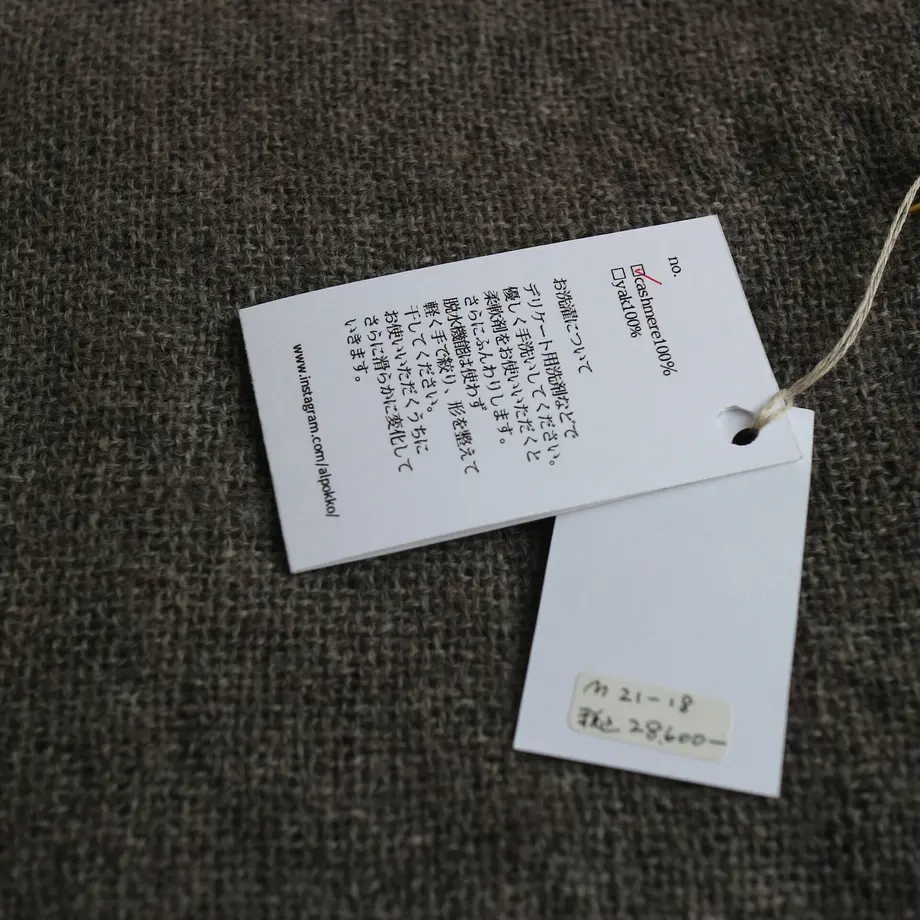 no.
☑cashmere100%
☐yak100%
お洗濯について
デリケート用洗剤などで
優しく手洗いしてください。
柔軟剤をお使いいただくと
さらにふんわりします。
脱水機能は使わず
軽く手で絞り、形を整えて
干してください。
お使いいただくうちに
さらに滑らかに変化して
いきます。
www.instagram.com/alpokko/
M 21-18
税込 28,600-